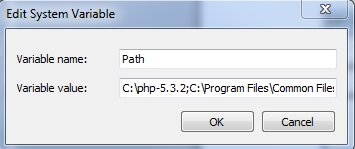 Edit System Variable
Variable name: Path
Variable value: C:\php-5.3.2;C:\Program Files\Common Files
OK Cancel